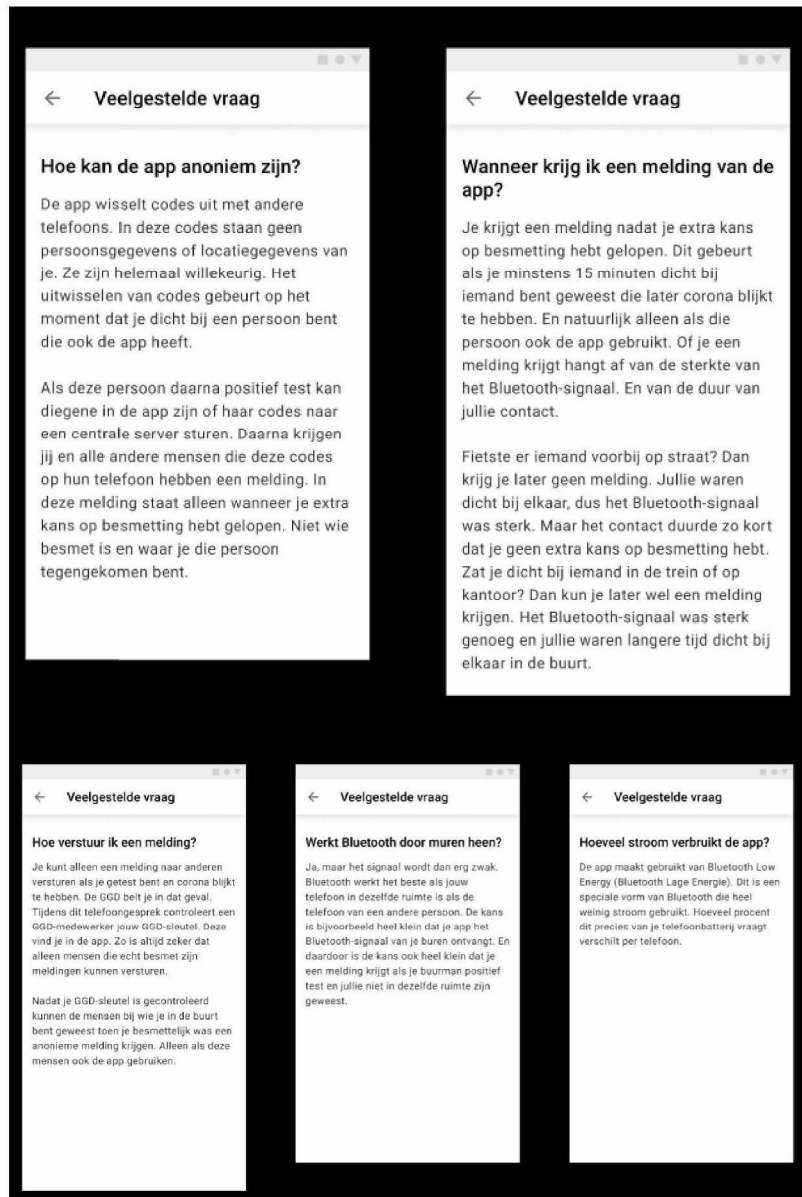 Veelgestelde vraag
Hoe kan de app anoniem zijn?
De app wisselt codes uit met andere
telefoons. In deze codes staan geen
persoonsgegevens of locatiegegevens van
je. Ze zijn helemaal willekeurig. Het
uitwisselen van codes gebeurt op het
moment dat je dicht bij een persoon bent
die ook de app heeft.
Als deze persoon daarna positief test kan
diegene in de app zijn of haar codes naar
een centrale server sturen. Daarna krijgen
jij en alle andere mensen die deze codes
op hun telefoon hebben een melding. In
deze melding staat alleen wanneer je extra
kans op besmetting hebt gelopen. Niet wie
besmet is en waar je die persoon
tegengekomen bent.
Veelgestelde vraag
Wanneer krijg ik een melding van de
app?
Je krijgt een melding nadat je extra kans
op besmetting hebt gelopen. Dit gebeurt
als je minstens 15 minuten dicht bij
iemand bent geweest die later corona blijkt
te hebben. En natuurlijk alleen als die
persoon ook de app gebruikt. Of je een
melding krijgt hangt af van de sterkte van
het Bluetooth-signaal. En van de duur van
jullie contact.
Fietste er iemand voorbij op straat? Dan
krijg je later geen melding. Jullie waren
dicht bij elkaar, dus het Bluetooth-signaal
was sterk. Maar het contact duurde zo kort
dat je geen extra kans op besmetting hebt.
Zat je dicht bij iemand in de trein of op
kantoor? Dan kun je later wel een melding
krijgen. Het Bluetooth-signaal was sterk
genoeg en jullie waren langere tijd dicht bij
elkaar in de buurt.
Veelgestelde vraag
Hoe verstuur ik een melding?
Je kunt alleen een melding naar anderen
versturen als je getest bent en corona blijkt
te hebben. De GGD belt je in dat geval.
Tijdens dit telefoongesprek controleert een
GGD-medewerker jouw GGD-sleutel. Deze
vind je in de app. Zo is altijd zeker dat
alleen mensen die echt besmet zijn
meldingen kunnen versturen.
Nadat je GGD-sleutel is gecontroleerd
kunnen de mensen bij wie je in de buurt
bent geweest toen je besmettelijk was een
anonieme melding krijgen. Alleen als deze
mensen ook de app gebruiken.
Veelgestelde vraag
Werkt Bluetooth door muren heen?
Ja, maar het signaal wordt dan erg zwak.
Bluetooth werkt het beste als jouw
telefoon in dezelfde ruimte is als de
telefoon van een andere persoon. De kans
is bijvoorbeeld heel klein dat je app het
Bluetooth-signaal van je buren ontvangt. En
daardoor is de kans ook heel klein dat je
een melding krijgt als je buurman positief
test en jullie niet in dezelfde ruimte zijn
geweest.
Veelgestelde vraag
Hoeveel stroom verbruikt de app?
De app maakt gebruikt van Bluetooth Low
Energy (Bluetooth Lage Energie). Dit is een
speciale vorm van Bluetooth die heel
weinig stroom gebruikt. Hoeveel procent
dit precies van je telefoonbatterij vraagt
verschilt per telefoon.